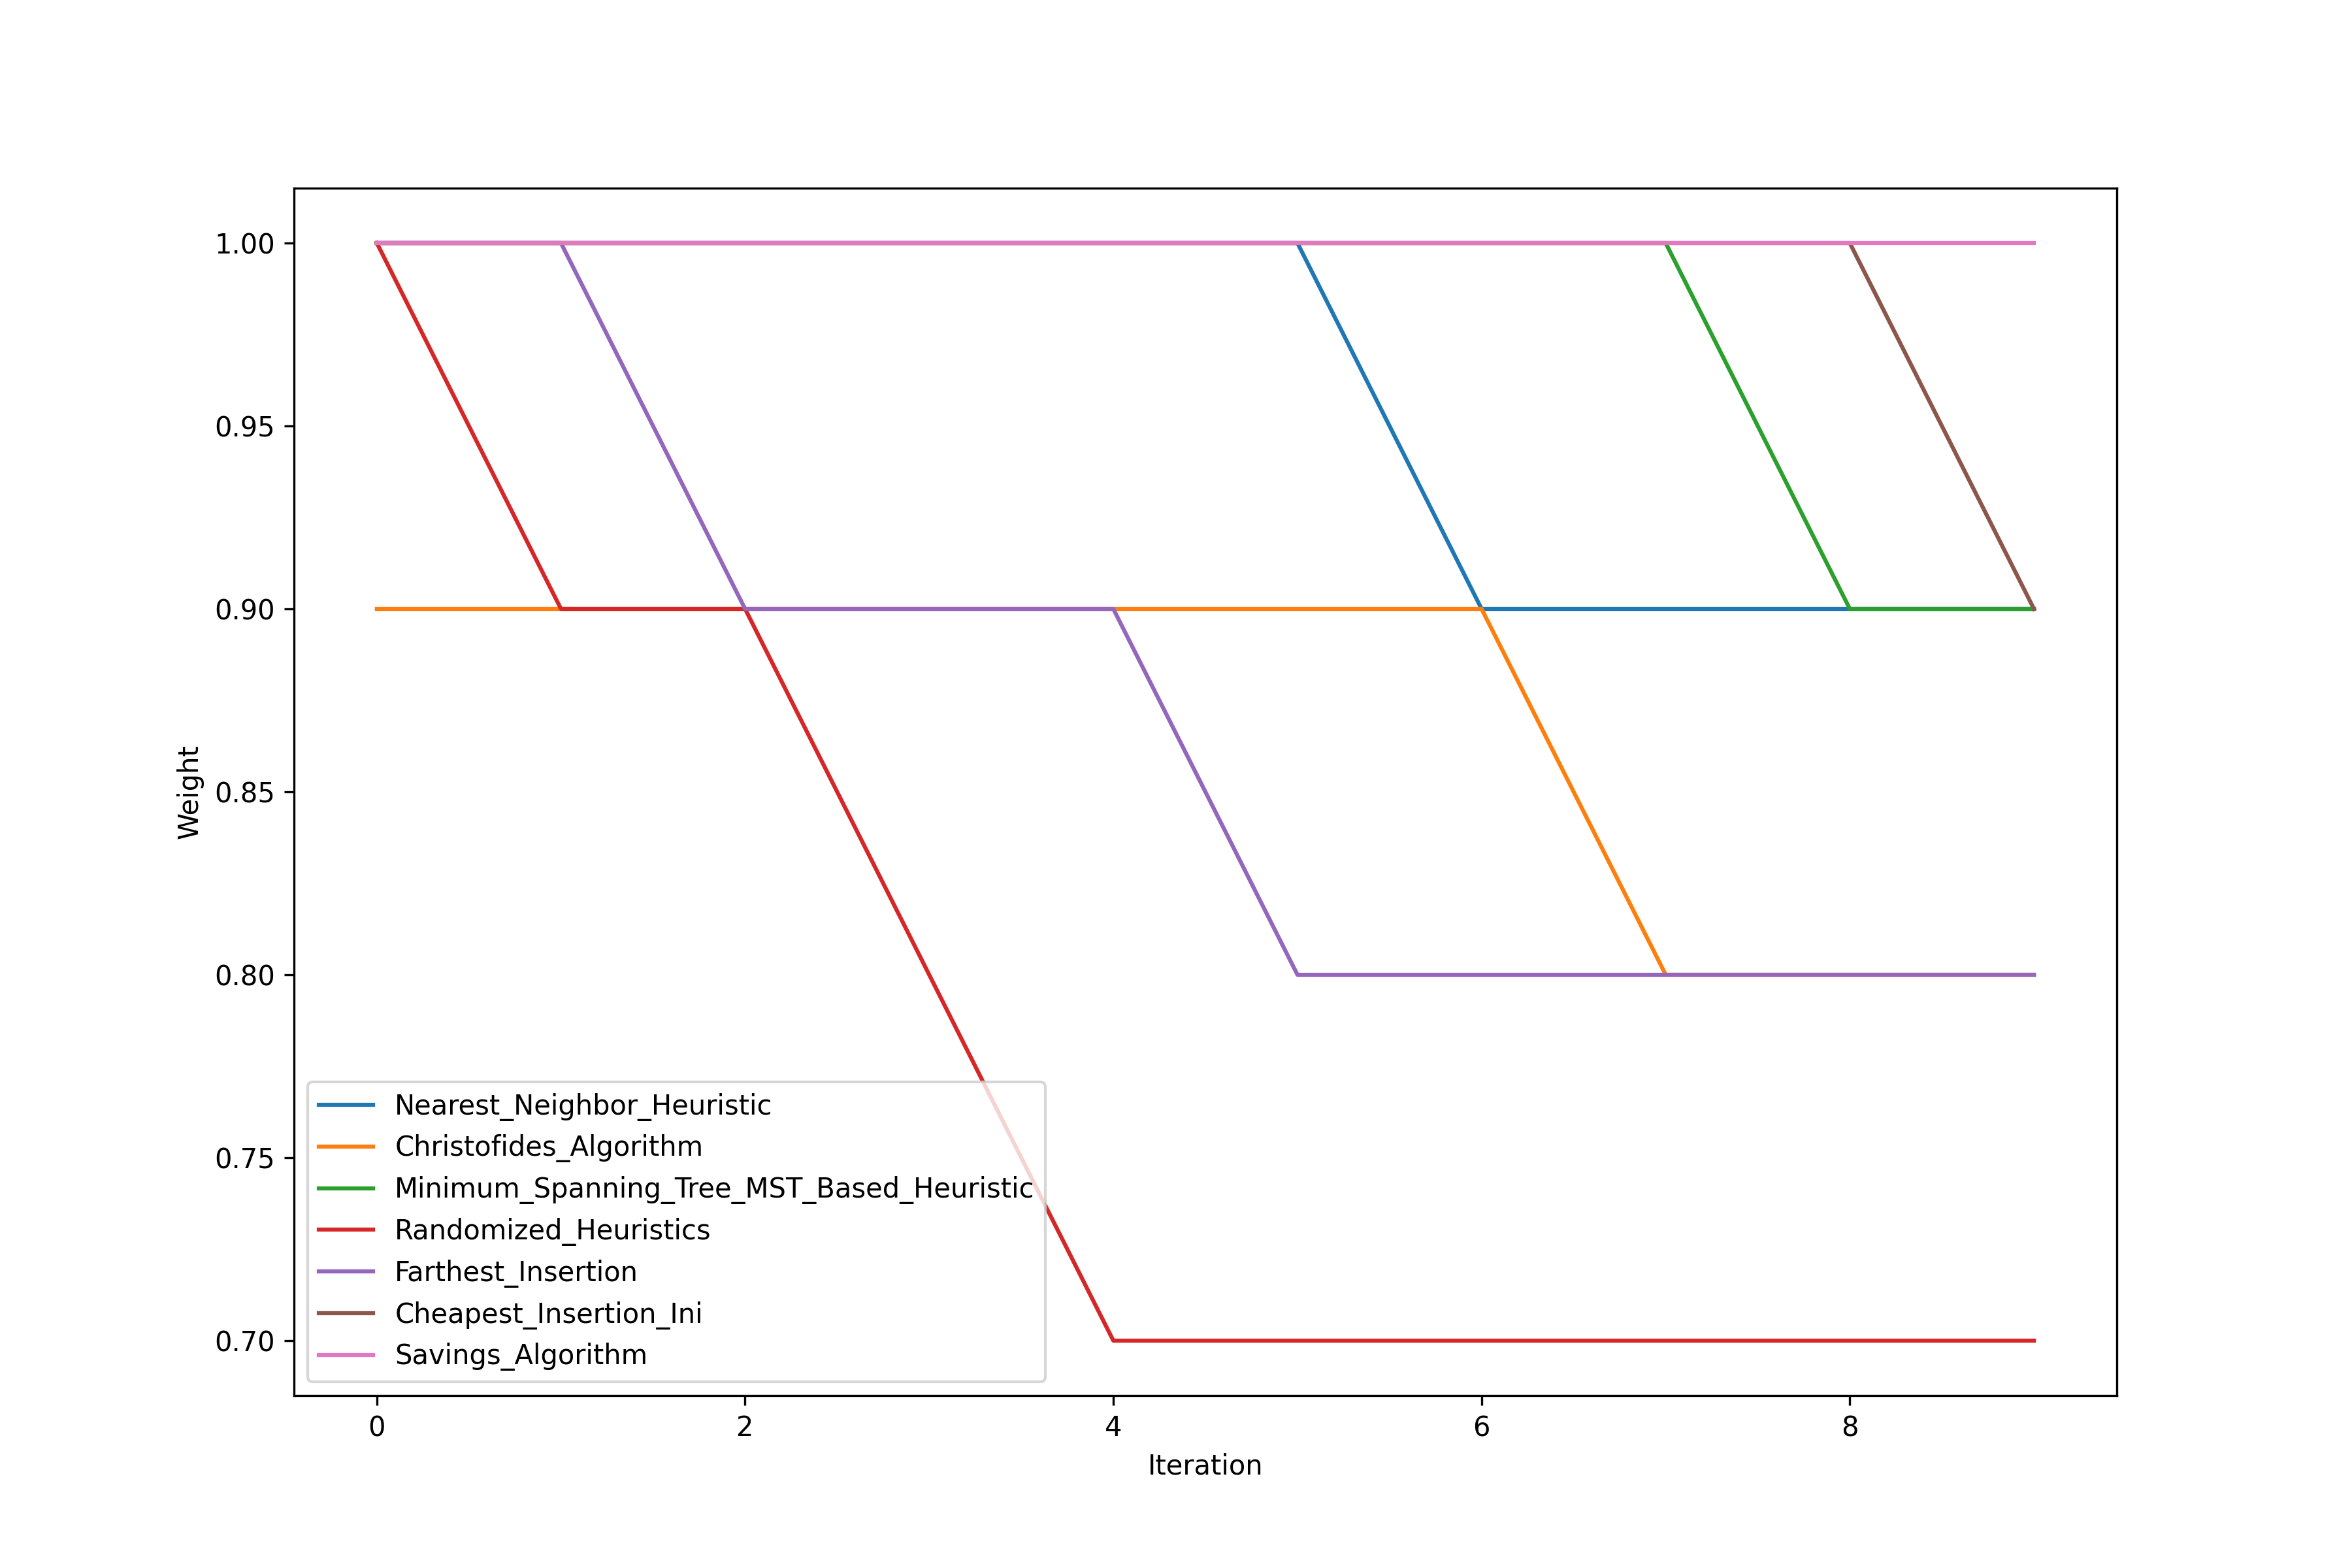 1.00
0.95
0.90
0.85
0.80
0.75
0.70
Weight
Nearest_Neighbor_Heuristic
Christofides_Algorithm
Minimum_Spanning_Tree_MST_Based_Heuristic
Randomized_Heuristics
Farthest_Insertion
Cheapest_Insertion_Ini
Savings_Algorithm
0 2 4 6 8
Iteration